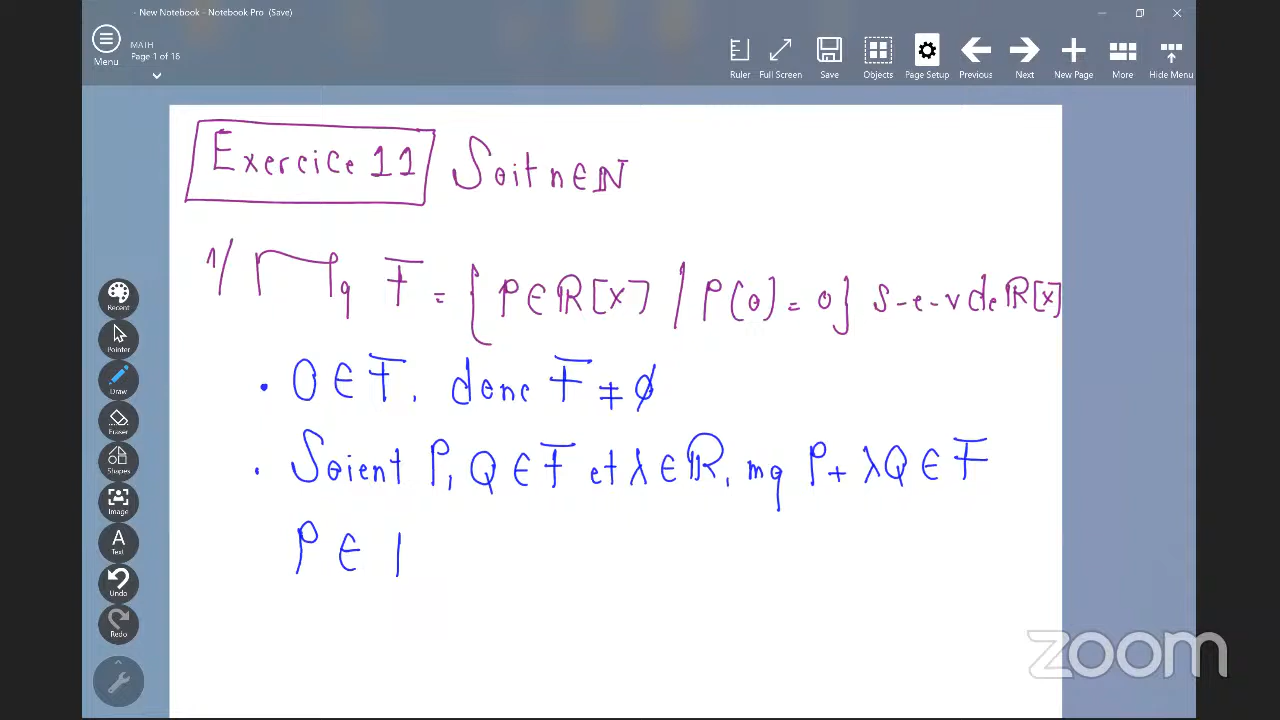 - New Notebook - Notebook Pro (Save)
Menu
MATH
Page 1 of 16
Ruler Full Screen Save Objects Page Setup Previous Next New Page More Hide Menu
Exercice 11 Soit n ∈ ℕ
1/ Mq F = { P ∈ ℝ[X] / P(0) = 0 } s-e-v de ℝ[X]
• 0 ∈ F, donc F ≠ ∅
• Soient P, Q ∈ F et λ ∈ ℝ, mq P + λQ ∈ F
P ∈
Recent
Pointer
Draw
Eraser
Shapes
Image
A
Text
Undo
Redo
zoom